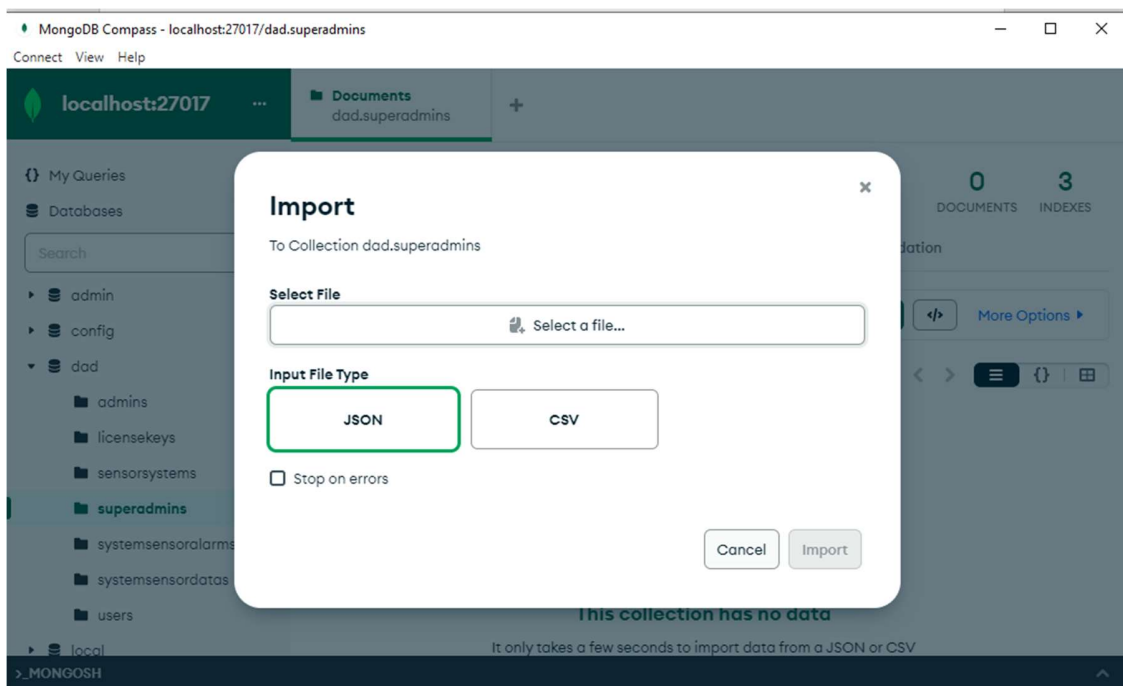 MongoDB Compass - localhost:27017/dad.superadmins
Connect View Help
localhost:27017 ...
Documents
dad.superadmins
My Queries
Databases
Search
admin
config
dad
admins
licensekeys
sensorsystems
superadmins
systemsensoralarms
systemsensordatas
users
local
>_MONGOSH
0
DOCUMENTS
3
INDEXES
dation
</> More Options
{}
Import
To Collection dad.superadmins
Select File
Select a file...
Input File Type
JSON CSV
Stop on errors
Cancel Import
This collection has no data
It only takes a few seconds to import data from a JSON or CSV